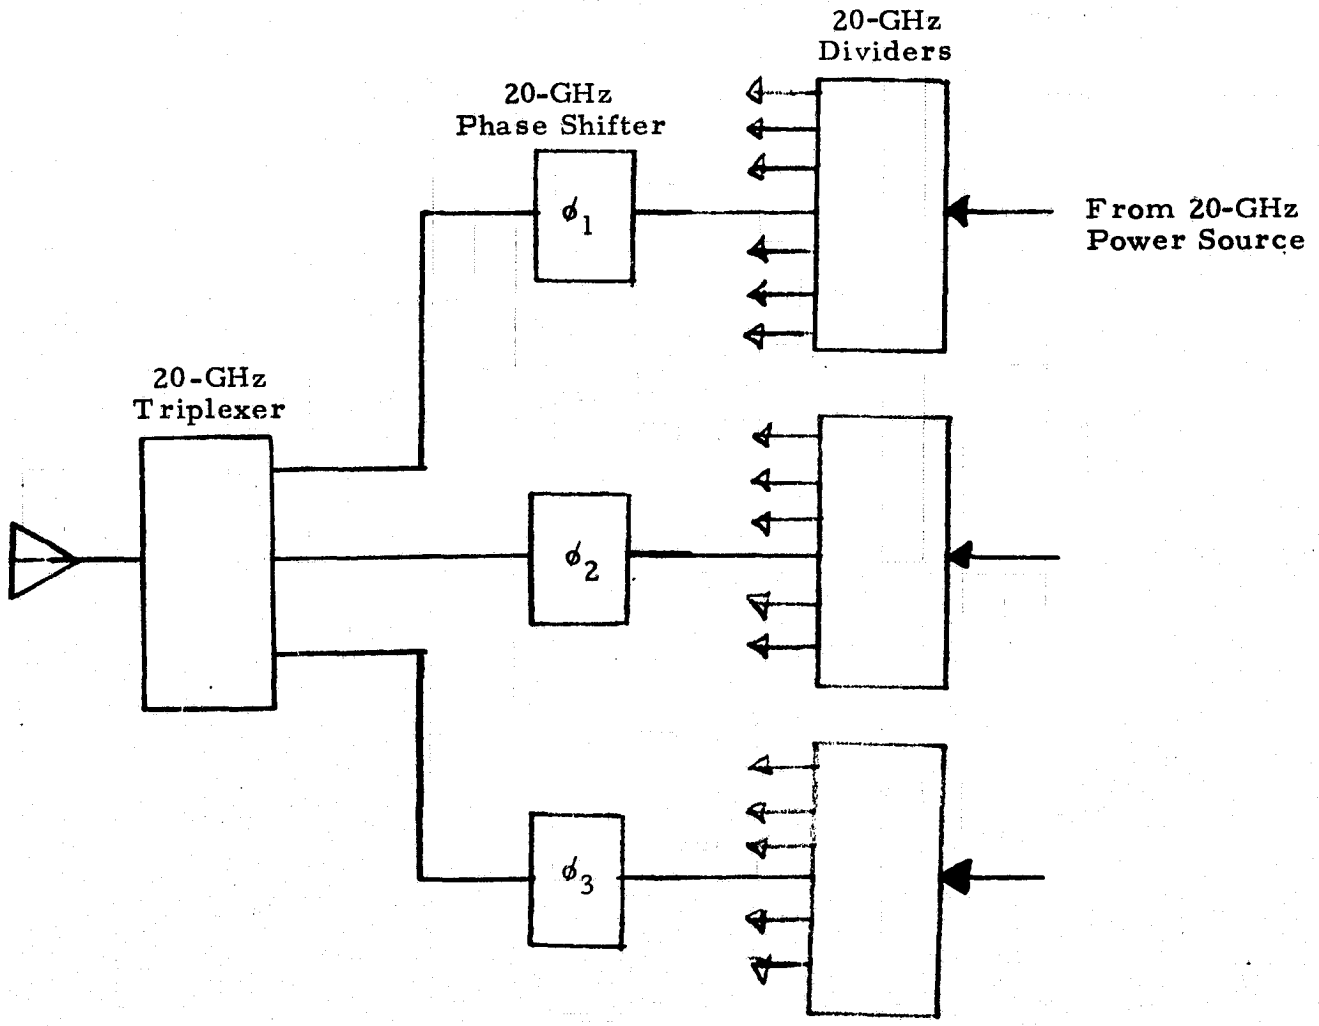 20-GHz
Dividers
20-GHz
Phase Shifter
ϕ1
From 20-GHz
Power Source
20-GHz
Triplexer
ϕ2
ϕ3